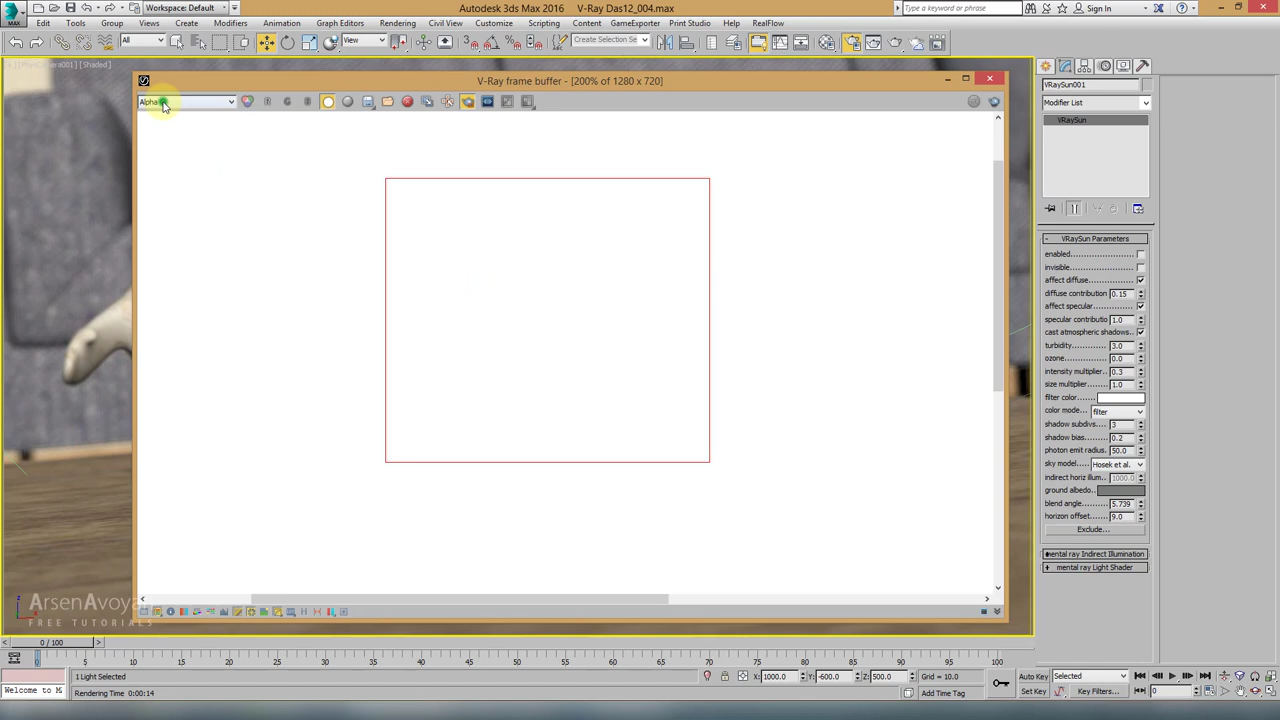 Workspace: Default
Autodesk 3ds Max 2016
V-Ray Das12_004.max
Type a keyword or phrase
Sign In
MAX
Edit Tools Group Views Create Modifiers Animation Graph Editors Rendering Civil View Customize Scripting Content GameExporter Print Studio RealFlow
All
View
Create Selection Se
V-Ray frame buffer - [200% of 1280 x 720]
Alpha
VRaySun001
Modifier List
VRaySun
- VRaySun Parameters
enabled
invisible
affect diffuse
diffuse contribution 0.15
affect specular
specular contributio 1.0
cast atmospheric shadows
turbidity 3.0
ozone 0.0
intensity multiplier 0.3
size multiplier 1.0
filter color
color mode filter
shadow subdivs 3
shadow bias 0.2
photon emit radius 50.0
sky model Hosek et al.
indirect horiz illum 1000.0
ground albedo
blend angle 5.739
horizon offset 9.0
Exclude...
mental ray Indirect Illumination
+ mental ray Light Shader
ArsenAvoya
FREE TUTORIALS
0 / 100
0 5 10 15 20 25 30 35 40 45 50 55 60 65 70 75 80 85 90 95 100
1 Light Selected
X: 1000.0 Y: -600.0 Z: 500.0 Grid = 10.0
Auto Key Selected
Welcome to M
Rendering Time 0:00:14
Add Time Tag
Set Key
Key Filters...
0